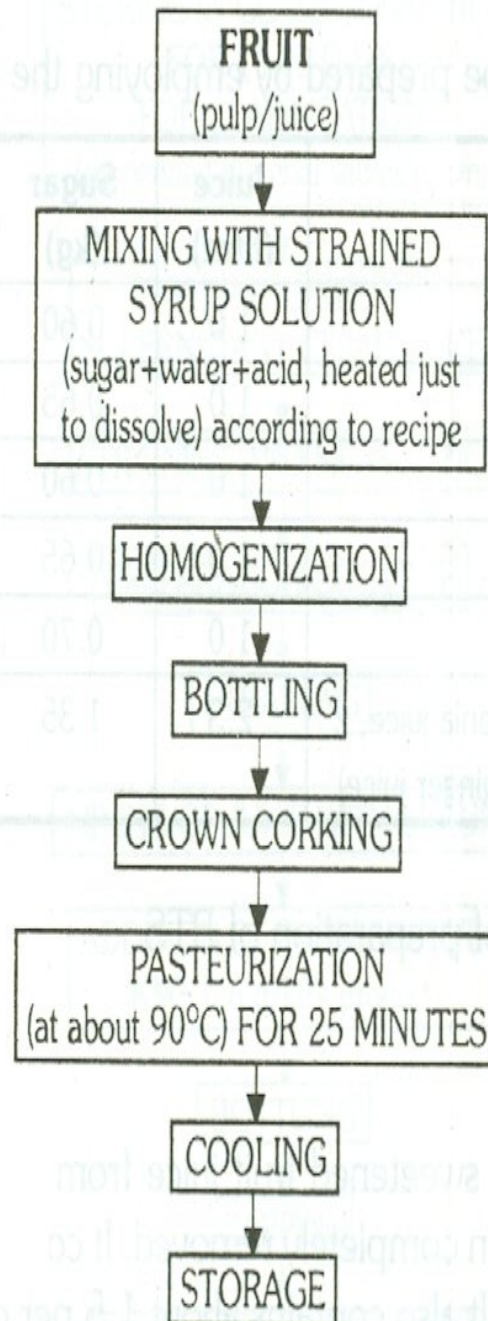 FRUIT
(pulp/juice)
MIXING WITH STRAINED
SYRUP SOLUTION
(sugar+water+acid, heated just
to dissolve) according to recipe
HOMOGENIZATION
BOTTLING
CROWN CORKING
PASTEURIZATION
(at about 90°C) FOR 25 MINUTES
COOLING
STORAGE